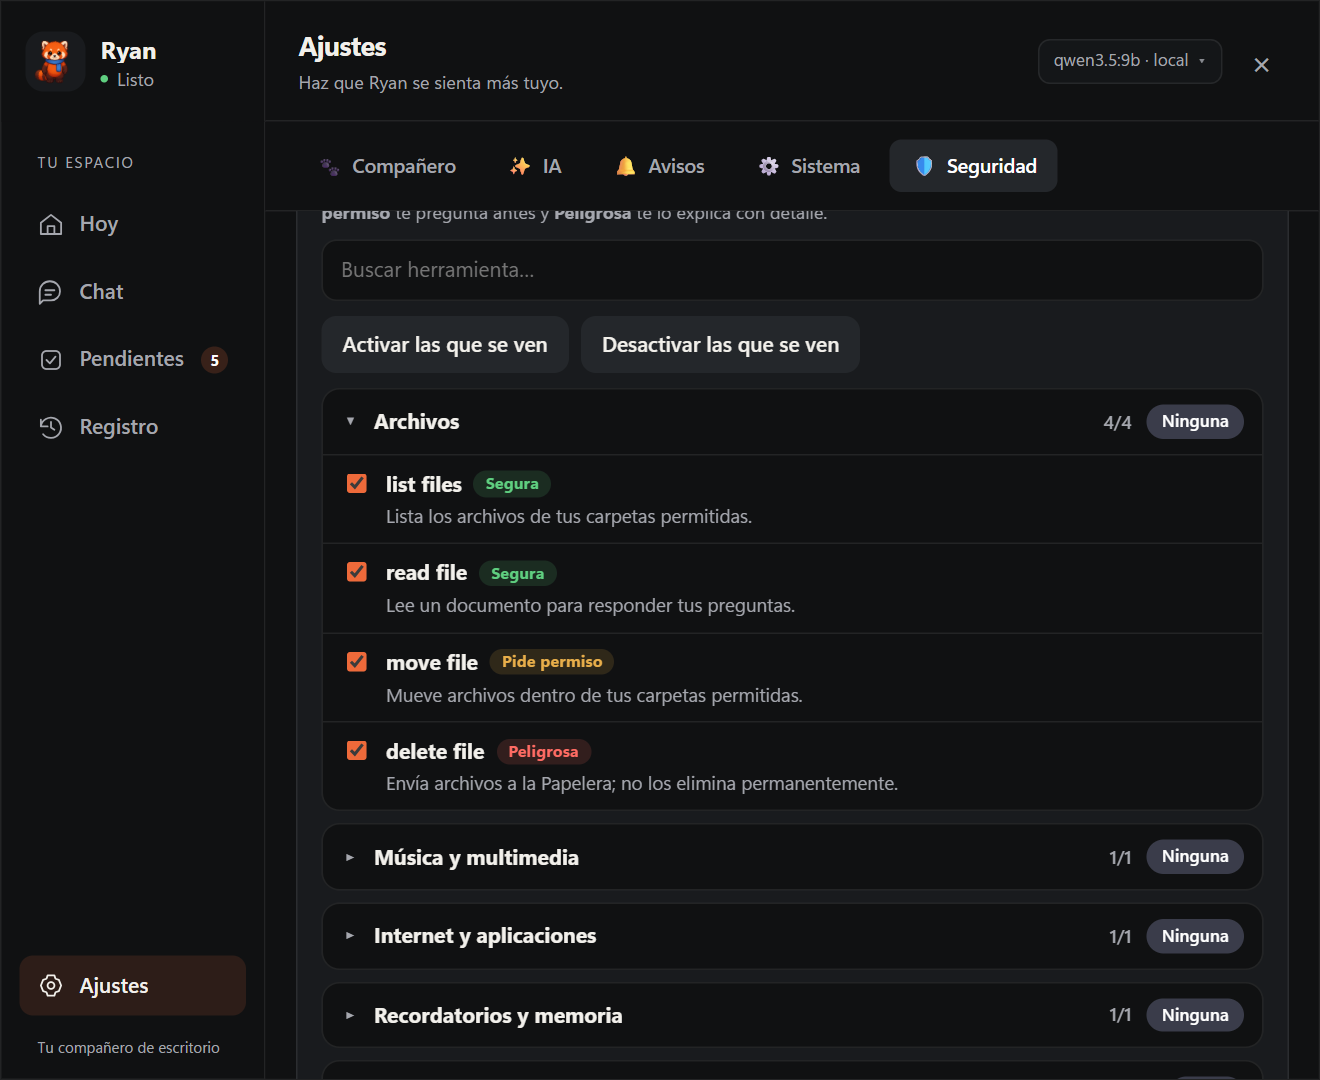 Ryan
Listo
TU ESPACIO
Hoy
Chat
Pendientes 5
Registro
Ajustes
Tu compañero de escritorio
Ajustes
Haz que Ryan se sienta más tuyo.
qwen3.5:9b · local
Compañero
IA
Avisos
Sistema
Seguridad
permiso te pregunta antes y Peligrosa te lo explica con detalle.
Buscar herramienta...
Activar las que se ven
Desactivar las que se ven
Archivos 4/4 Ninguna
list files Segura
Lista los archivos de tus carpetas permitidas.
read file Segura
Lee un documento para responder tus preguntas.
move file Pide permiso
Mueve archivos dentro de tus carpetas permitidas.
delete file Peligrosa
Envía archivos a la Papelera; no los elimina permanentemente.
Música y multimedia 1/1 Ninguna
Internet y aplicaciones 1/1 Ninguna
Recordatorios y memoria 1/1 Ninguna